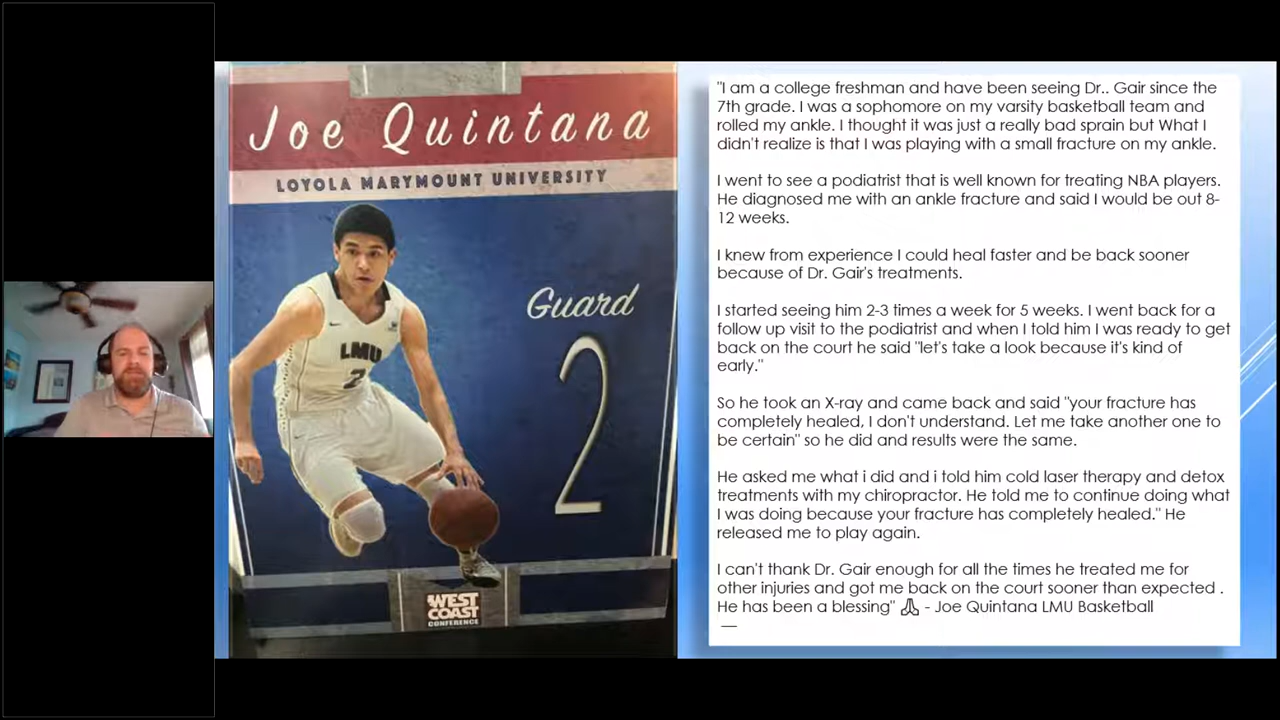 Joe Quintana
LOYOLA MARYMOUNT UNIVERSITY
Guard
LMU
2
2
WEST
COAST
CONFERENCE
"I am a college freshman and have been seeing Dr.. Gair since the
7th grade. I was a sophomore on my varsity basketball team and
rolled my ankle. I thought it was just a really bad sprain but What I
didn't realize is that I was playing with a small fracture on my ankle.
I went to see a podiatrist that is well known for treating NBA players.
He diagnosed me with an ankle fracture and said I would be out 8-
12 weeks.
I knew from experience I could heal faster and be back sooner
because of Dr. Gair's treatments.
I started seeing him 2-3 times a week for 5 weeks. I went back for a
follow up visit to the podiatrist and when I told him I was ready to get
back on the court he said "let's take a look because it's kind of
early."
So he took an X-ray and came back and said "your fracture has
completely healed, I don't understand. Let me take another one to
be certain" so he did and results were the same.
He asked me what i did and i told him cold laser therapy and detox
treatments with my chiropractor. He told me to continue doing what
I was doing because your fracture has completely healed." He
released me to play again.
I can't thank Dr. Gair enough for all the times he treated me for
other injuries and got me back on the court sooner than expected .
He has been a blessing" 🙏 - Joe Quintana LMU Basketball